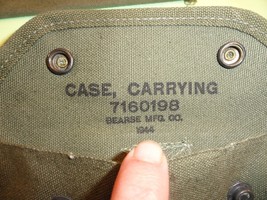 CASE, CARRYING
7160198
BEARSE MFG. CO.
1944